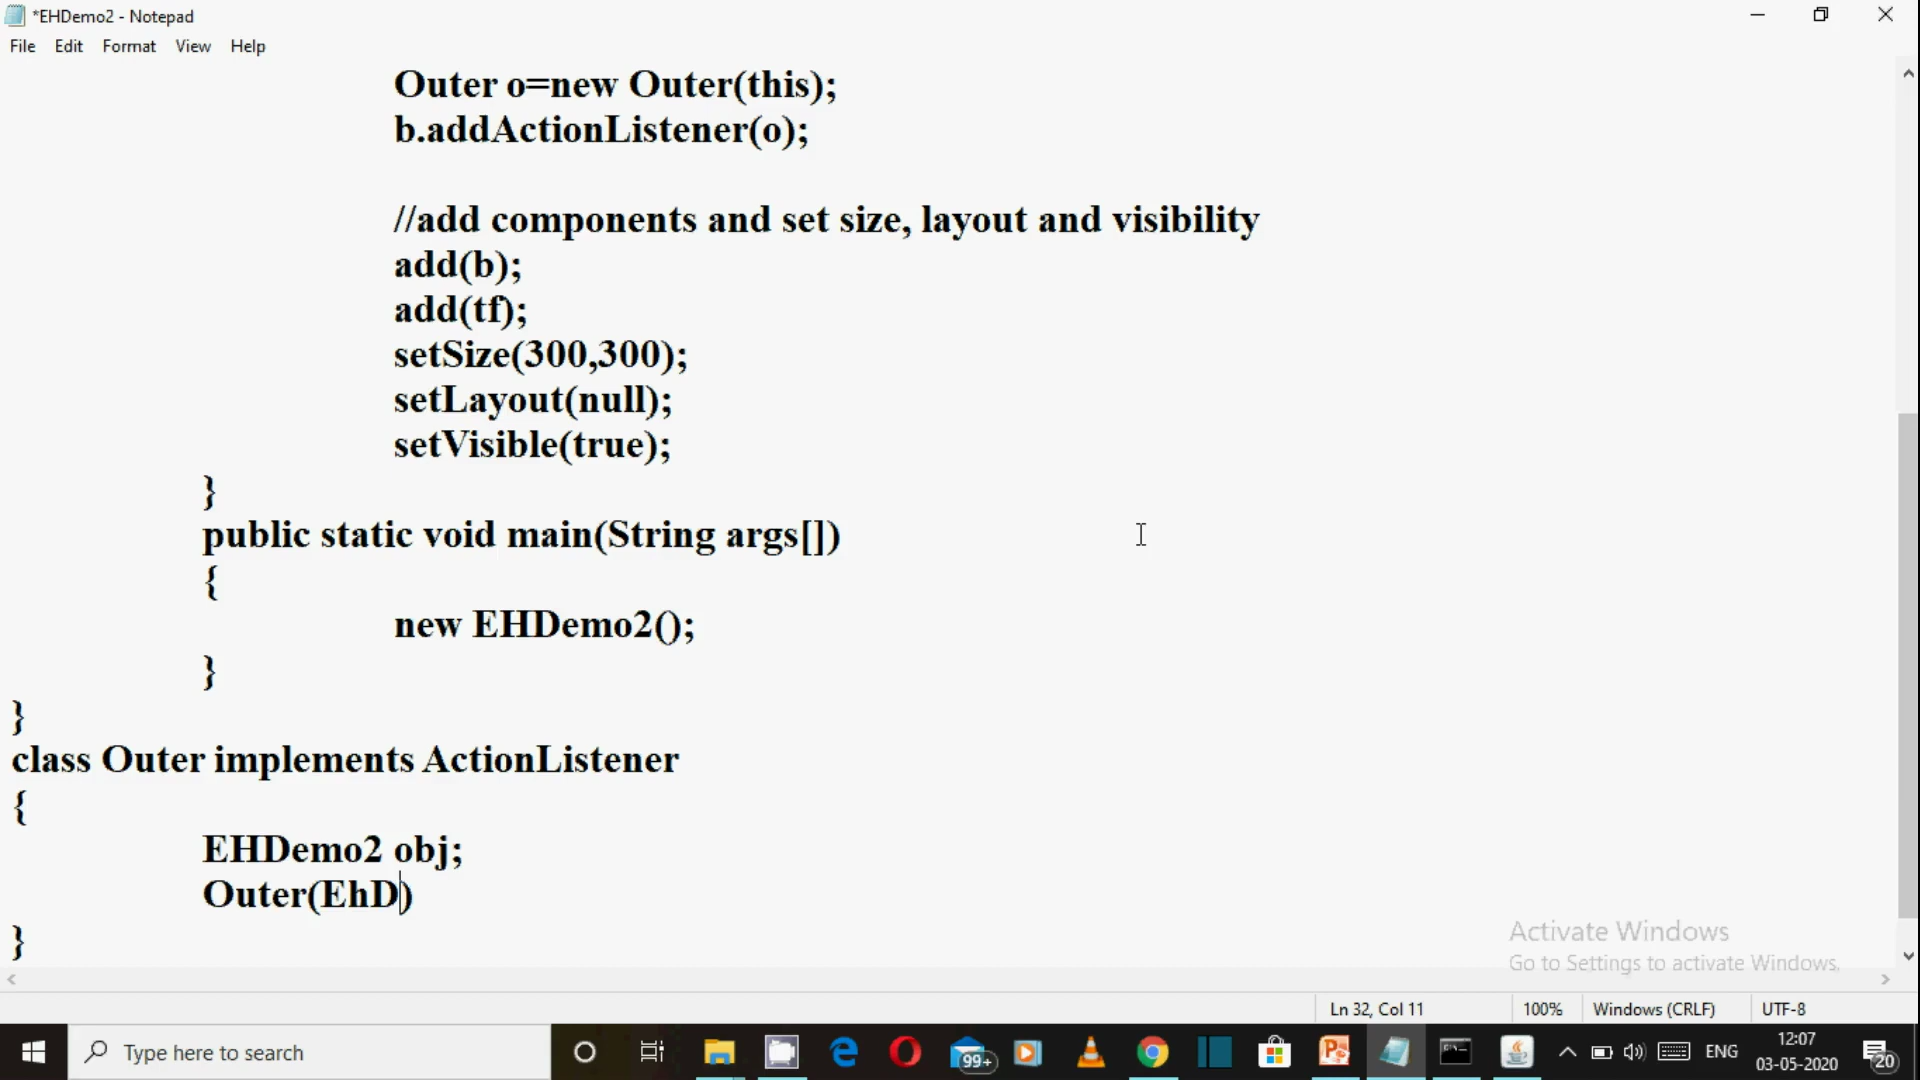 *EHDemo2 - Notepad
File Edit Format View Help
Outer o=new Outer(this);
b.addActionListener(o);
//add components and set size, layout and visibility
add(b);
add(tf);
setSize(300,300);
setLayout(null);
setVisible(true);
}
public static void main(String args[])
{
new EHDemo2();
}
}
class Outer implements ActionListener
{
EHDemo2 obj;
Outer(EhD)
}
Activate Windows
Go to Settings to activate Windows.
Ln 32, Col 11 100% Windows (CRLF) UTF-8
Type here to search 99+ ENG 12:07
03-05-2020 20